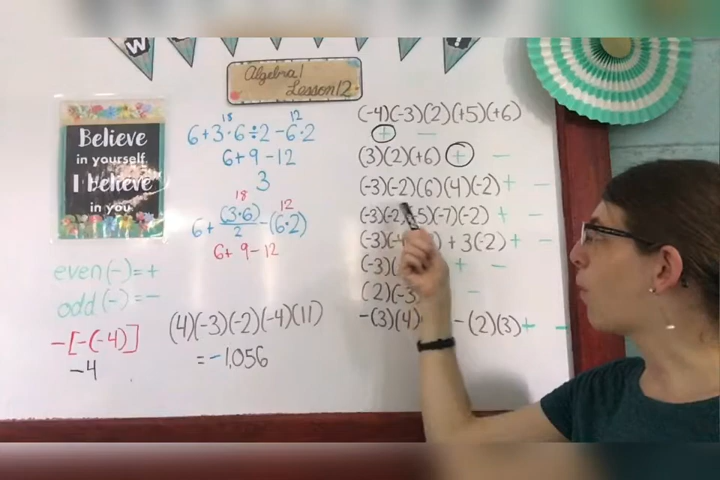 W
Y
Algebra 1
Lesson 12
Believe
in yourself
I believe
in you
18 12
6+3·6÷2-6·2
6+9-12
3
18 12
6+(3·6)/2-(6·2)
6+9-12
even(-)=+
odd(-)=-
-[-(-4)]
-4
(4)(-3)(-2)(-4)(11)
=-1,056
(-4)(-3)(2)(+5)(+6)
+ -
(3)(2)(+6) + -
(-3)(-2)(6)(4)(-2) + -
(-3)(-2)(-5)(-7)(-2) + -
(-3)(-4 ) + 3(-2) + -
(-3)( + -
(2)(-3 -
-(3)(4) -(2)(3) + -